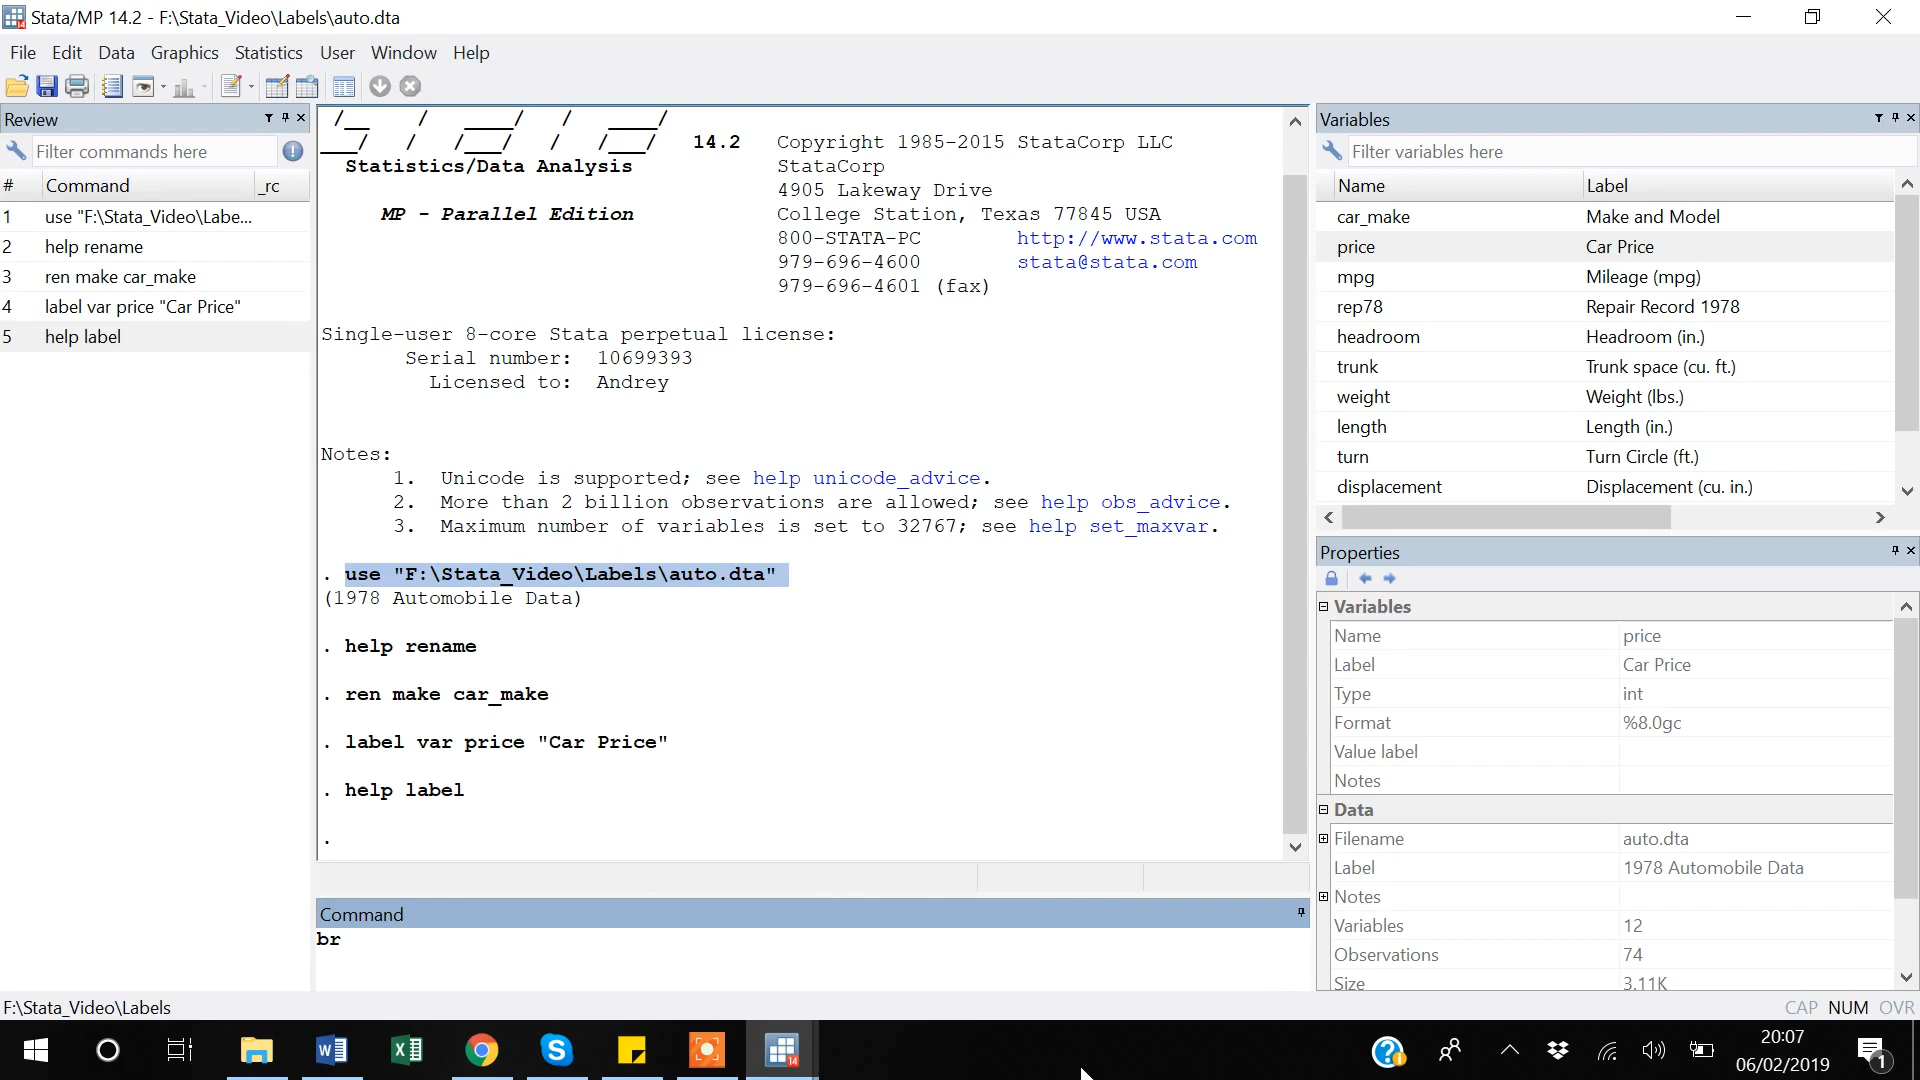 Stata/MP 14.2 - F:\Stata_Video\Labels\auto.dta
File Edit Data Graphics Statistics User Window Help
Review
Filter commands here
# Command _rc
1 use "F:\Stata_Video\Labe...
2 help rename
3 ren make car_make
4 label var price "Car Price"
5 help label
14.2 Copyright 1985-2015 StataCorp LLC
Statistics/Data Analysis StataCorp
4905 Lakeway Drive
MP - Parallel Edition College Station, Texas 77845 USA
800-STATA-PC http://www.stata.com
979-696-4600 stata@stata.com
979-696-4601 (fax)
Single-user 8-core Stata perpetual license:
Serial number: 10699393
Licensed to: Andrey
Notes:
1. Unicode is supported; see help unicode_advice.
2. More than 2 billion observations are allowed; see help obs_advice.
3. Maximum number of variables is set to 32767; see help set_maxvar.
. use "F:\Stata_Video\Labels\auto.dta"
(1978 Automobile Data)
. help rename
. ren make car_make
. label var price "Car Price"
. help label
.
Command
br
Variables
Filter variables here
Name Label
car_make Make and Model
price Car Price
mpg Mileage (mpg)
rep78 Repair Record 1978
headroom Headroom (in.)
trunk Trunk space (cu. ft.)
weight Weight (lbs.)
length Length (in.)
turn Turn Circle (ft.)
displacement Displacement (cu. in.)
Properties
Variables
Name price
Label Car Price
Type int
Format %8.0gc
Value label
Notes
Data
Filename auto.dta
Label 1978 Automobile Data
Notes
Variables 12
Observations 74
Size 3.11K
F:\Stata_Video\Labels
CAP NUM OVR
20:07
06/02/2019
1